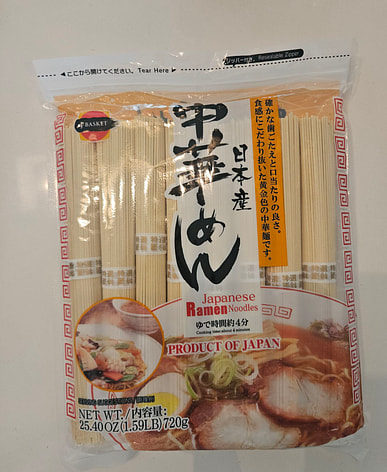 ここから開けてください。 Tear Here
ジッパー付き。 Resealable Zipper
BASKET
中華めん
日本産
確かな歯ごたえと口当たりの良さ。
食感にこだわり抜いた黄金色の中華麺です。
Japanese
Ramen Noodles
ゆで時間約4分
Cooking time about 4 minutes
PRODUCT OF JAPAN
NET WT./内容量:
25.40OZ(1.59LB)720g